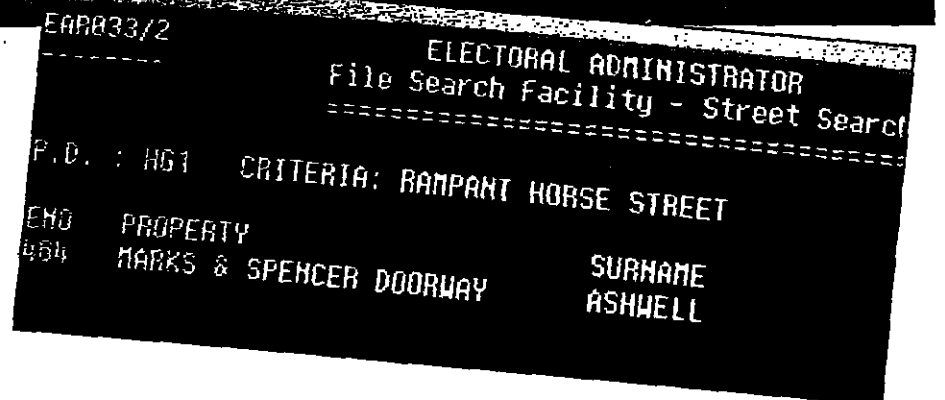 EAR033/2
ELECTORAL ADMINISTRATOR
--------
File Search Facility - Street Search
====================================
P.D. : HG1 CRITERIA: RAMPANT HORSE STREET
ENO PROPERTY SURNAME
484 MARKS & SPENCER DOORWAY ASHWELL